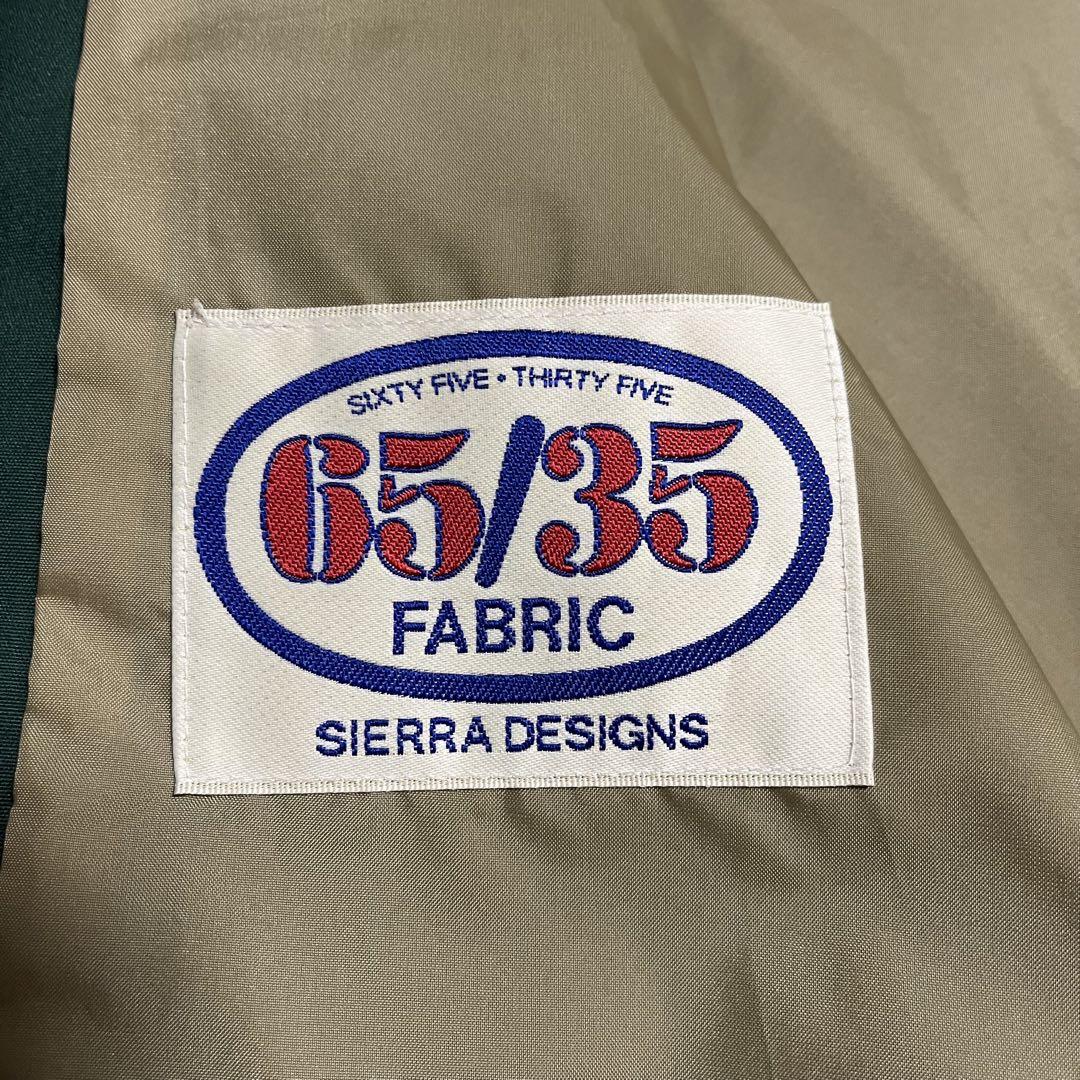 SIXTY FIVE • THIRTY FIVE
65/35
FABRIC
SIERRA DESIGNS